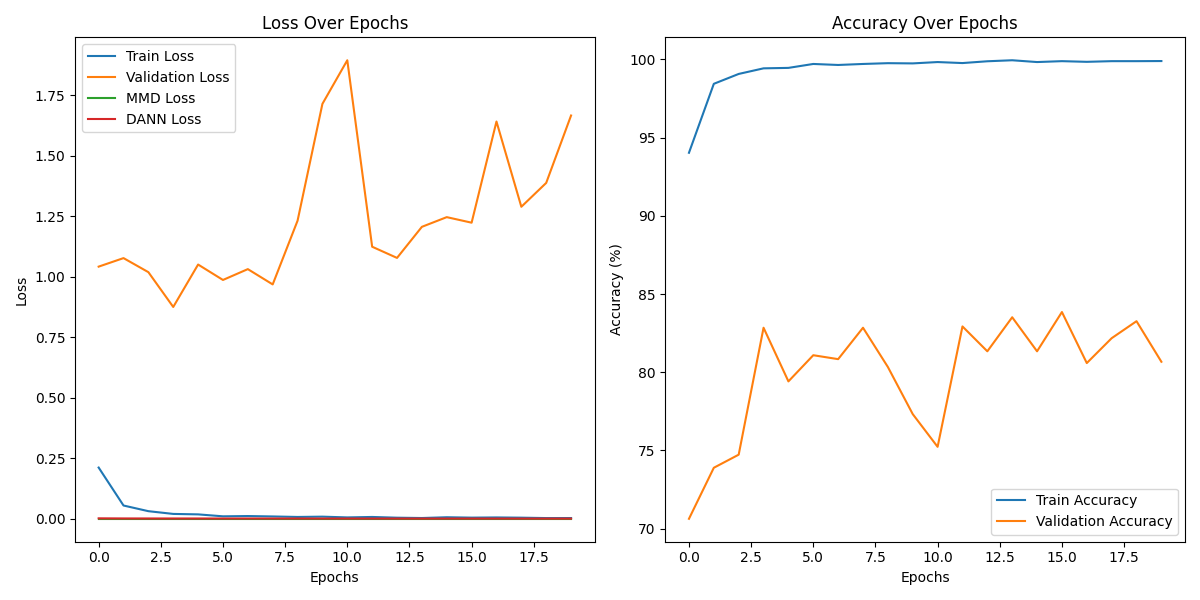 Loss Over Epochs
Train Loss
Validation Loss
MMD Loss
DANN Loss
1.75
1.50
1.25
1.00
0.75
0.50
0.25
0.00
Loss
0.0 2.5 5.0 7.5 10.0 12.5 15.0 17.5
Epochs
Accuracy Over Epochs
100
95
90
85
80
75
70
Accuracy (%)
Train Accuracy
Validation Accuracy
0.0 2.5 5.0 7.5 10.0 12.5 15.0 17.5
Epochs